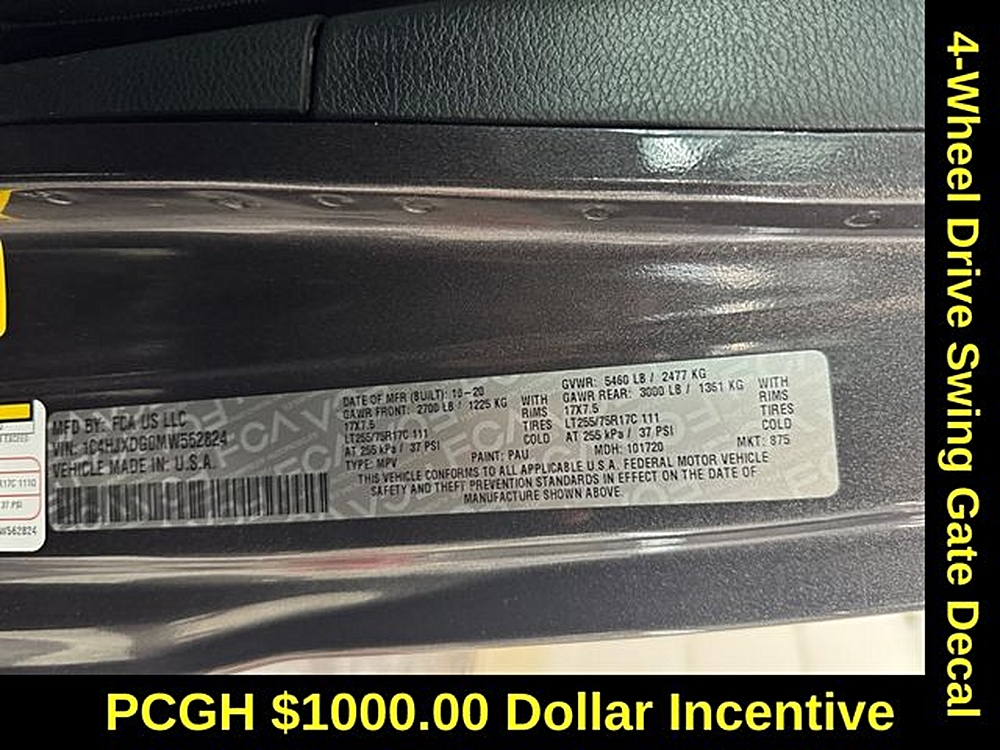 MFD BY: FCA US LLC
VIN: 1C4HJXDG0MW562824
VEHICLE MADE IN: U.S.A.
DATE OF MFR (BUILT): 10-20
GAWR FRONT: 2700 LB / 1225 KG WITH
17X7.5 RIMS
LT255/75R17C 111 TIRES
AT 255 kPa / 37 PSI COLD
TYPE: MPV PAINT: PAU
GVWR: 5460 LB / 2477 KG
GAWR REAR: 3000 LB / 1361 KG WITH
17X7.5 RIMS
LT255/75R17C 111 TIRES
AT 255 kPa / 37 PSI COLD
MDH: 101720 MKT: 875
THIS VEHICLE CONFORMS TO ALL APPLICABLE U.S.A. FEDERAL MOTOR VEHICLE
SAFETY AND THEFT PREVENTION STANDARDS IN EFFECT ON THE DATE OF
MANUFACTURE SHOWN ABOVE.
37 PSI
W562824
4-Wheel Drive Swing Gate Decal
PCGH $1000.00 Dollar Incentive